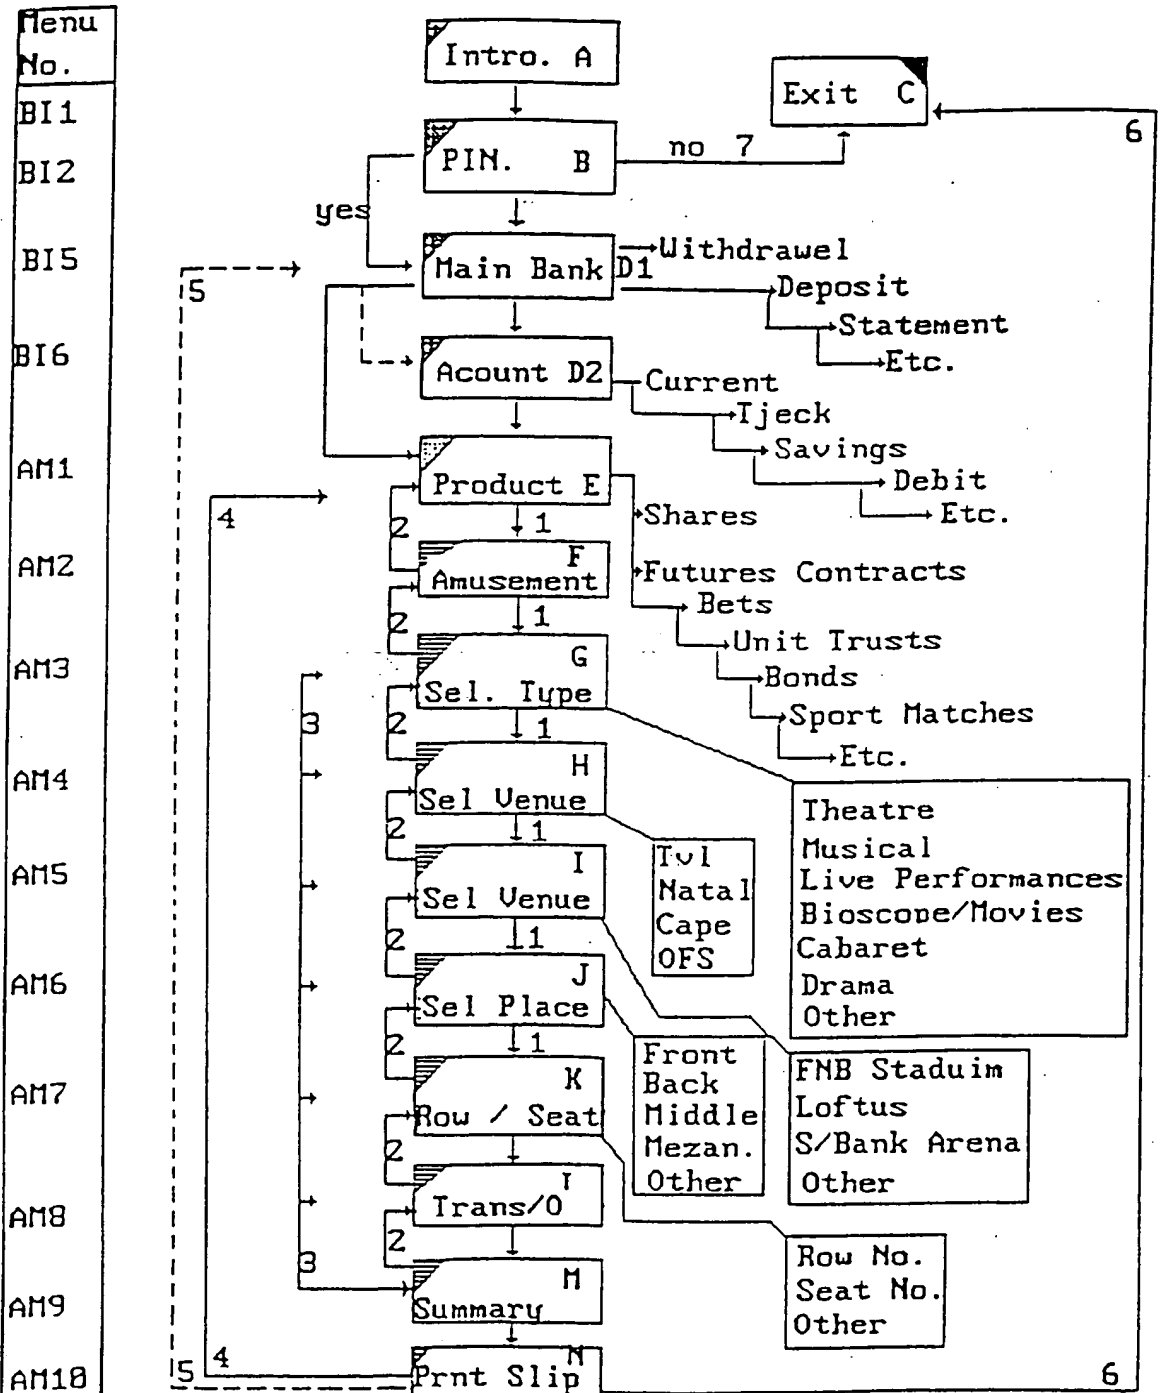 Menu
No.
BI1
BI2
BI5
BI6
AM1
AM2
AM3
AM4
AM5
AM6
AM7
AM8
AM9
AM10
Intro. A
Exit C
6
PIN. B
no 7
yes
Main Bank D1
Withdrawel
Deposit
Statement
Etc.
5
Acount D2
Current
Tjeck
Savings
Debit
Etc.
Product E
4
1
2
Shares
Futures Contracts
Bets
Unit Trusts
Bonds
Sport Matches
Etc.
F
Amusement
1
2
G
Sel. Type
1
2
3
Theatre
Musical
Live Performances
Bioscope/Movies
Cabaret
Drama
Other
H
Sel Venue
1
2
Tvl
Natal
Cape
OFS
I
Sel Venue
1
2
FNB Staduim
Loftus
S/Bank Arena
Other
J
Sel Place
1
2
Front
Back
Middle
Mezan.
Other
K
Row / Seat
2
Row No.
Seat No.
Other
Trans/O
2
3
M
Summary
N
Prnt Slip
4
5
6